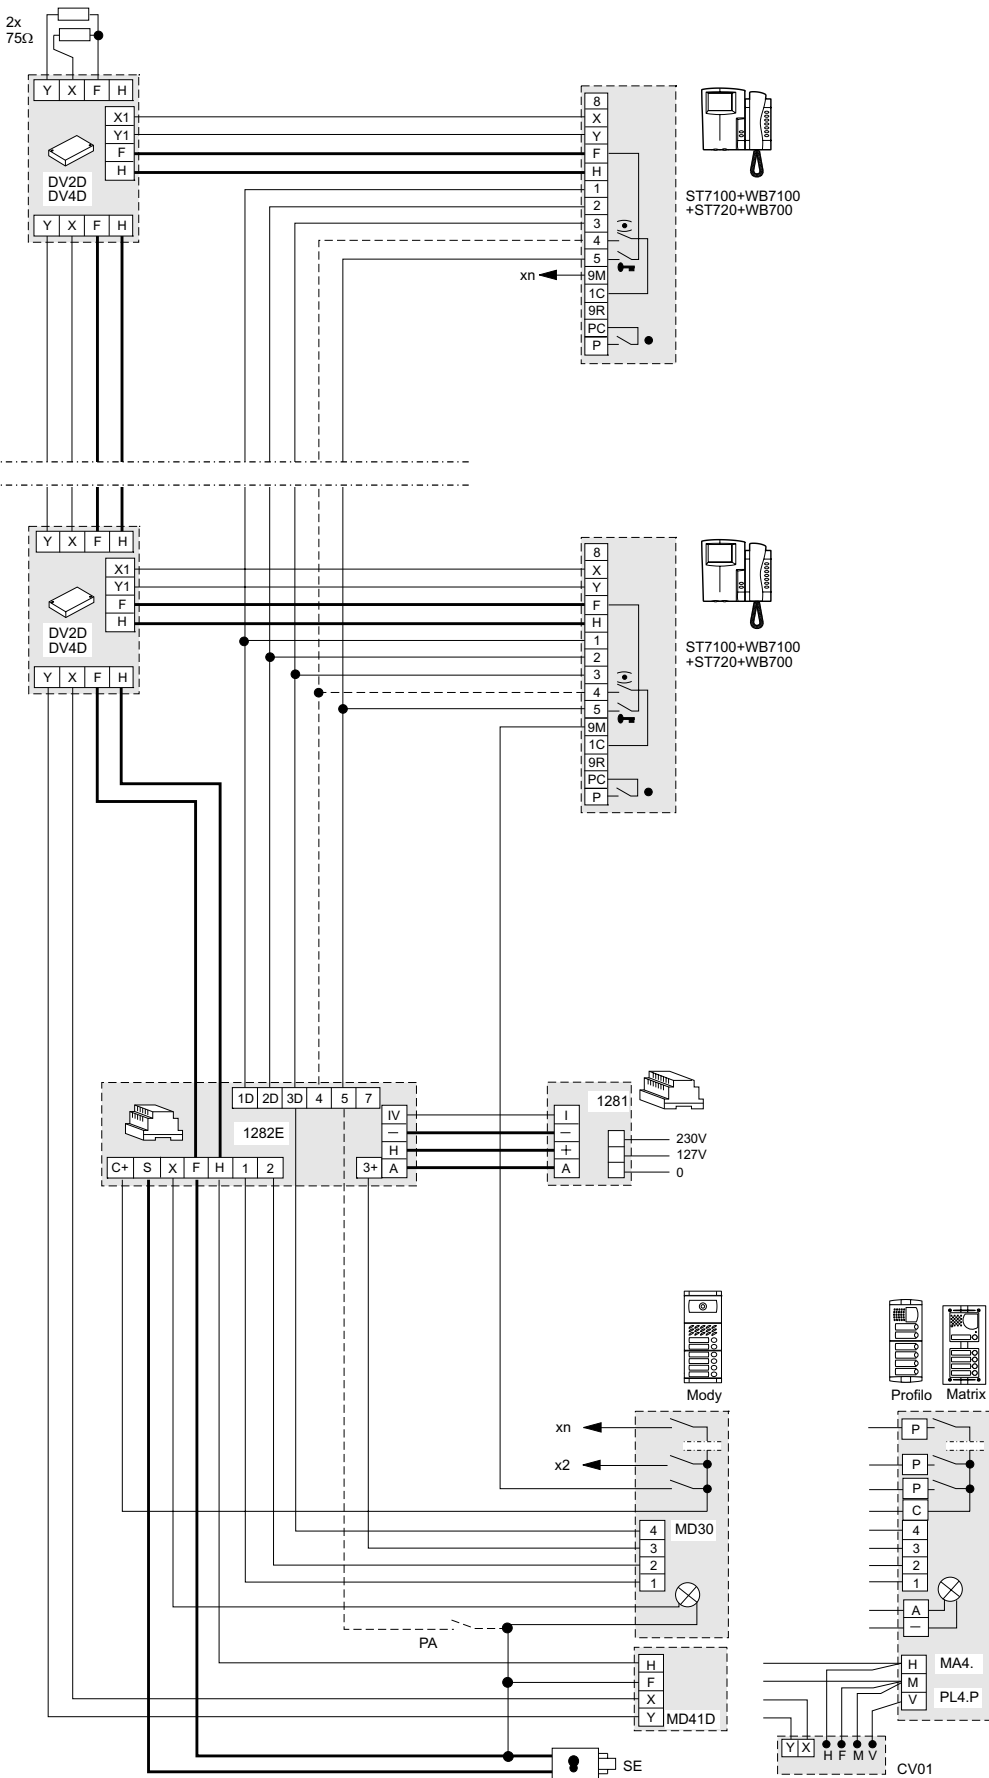 2x
75Ω
Y X F H
X1
Y1
F
H
DV2D
DV4D
Y X F H
8
X
Y
F
H
1
2
3
4
5
9M
1C
9R
PC
P
xn
ST7100+WB7100
+ST720+WB700
Y X F H
X1
Y1
F
H
DV2D
DV4D
Y X F H
8
X
Y
F
H
1
2
3
4
5
9M
1C
9R
PC
P
ST7100+WB7100
+ST720+WB700
1D 2D 3D 4 5 7
1282E
IV
—
H
3+ A
C+ S X F H 1 2
1281
I
—
+
A
230V
127V
0
Mody
xn
x2
4
3
2
1
MD30
PA
H
F
X
Y
MD41D
SE
Profilo Matrix
P
P
P
C
4
3
2
1
A
—
H
M
V
MA4.
PL4.P
Y X H F M V
CV01